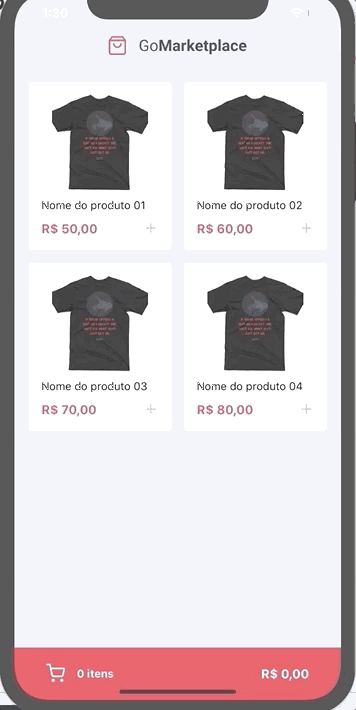 1:30
GoMarketplace
Nome do produto 01
Nome do produto 02
R$ 50,00 +
R$ 60,00 +
Nome do produto 03
Nome do produto 04
R$ 70,00 +
R$ 80,00 +
0 itens
R$ 0,00